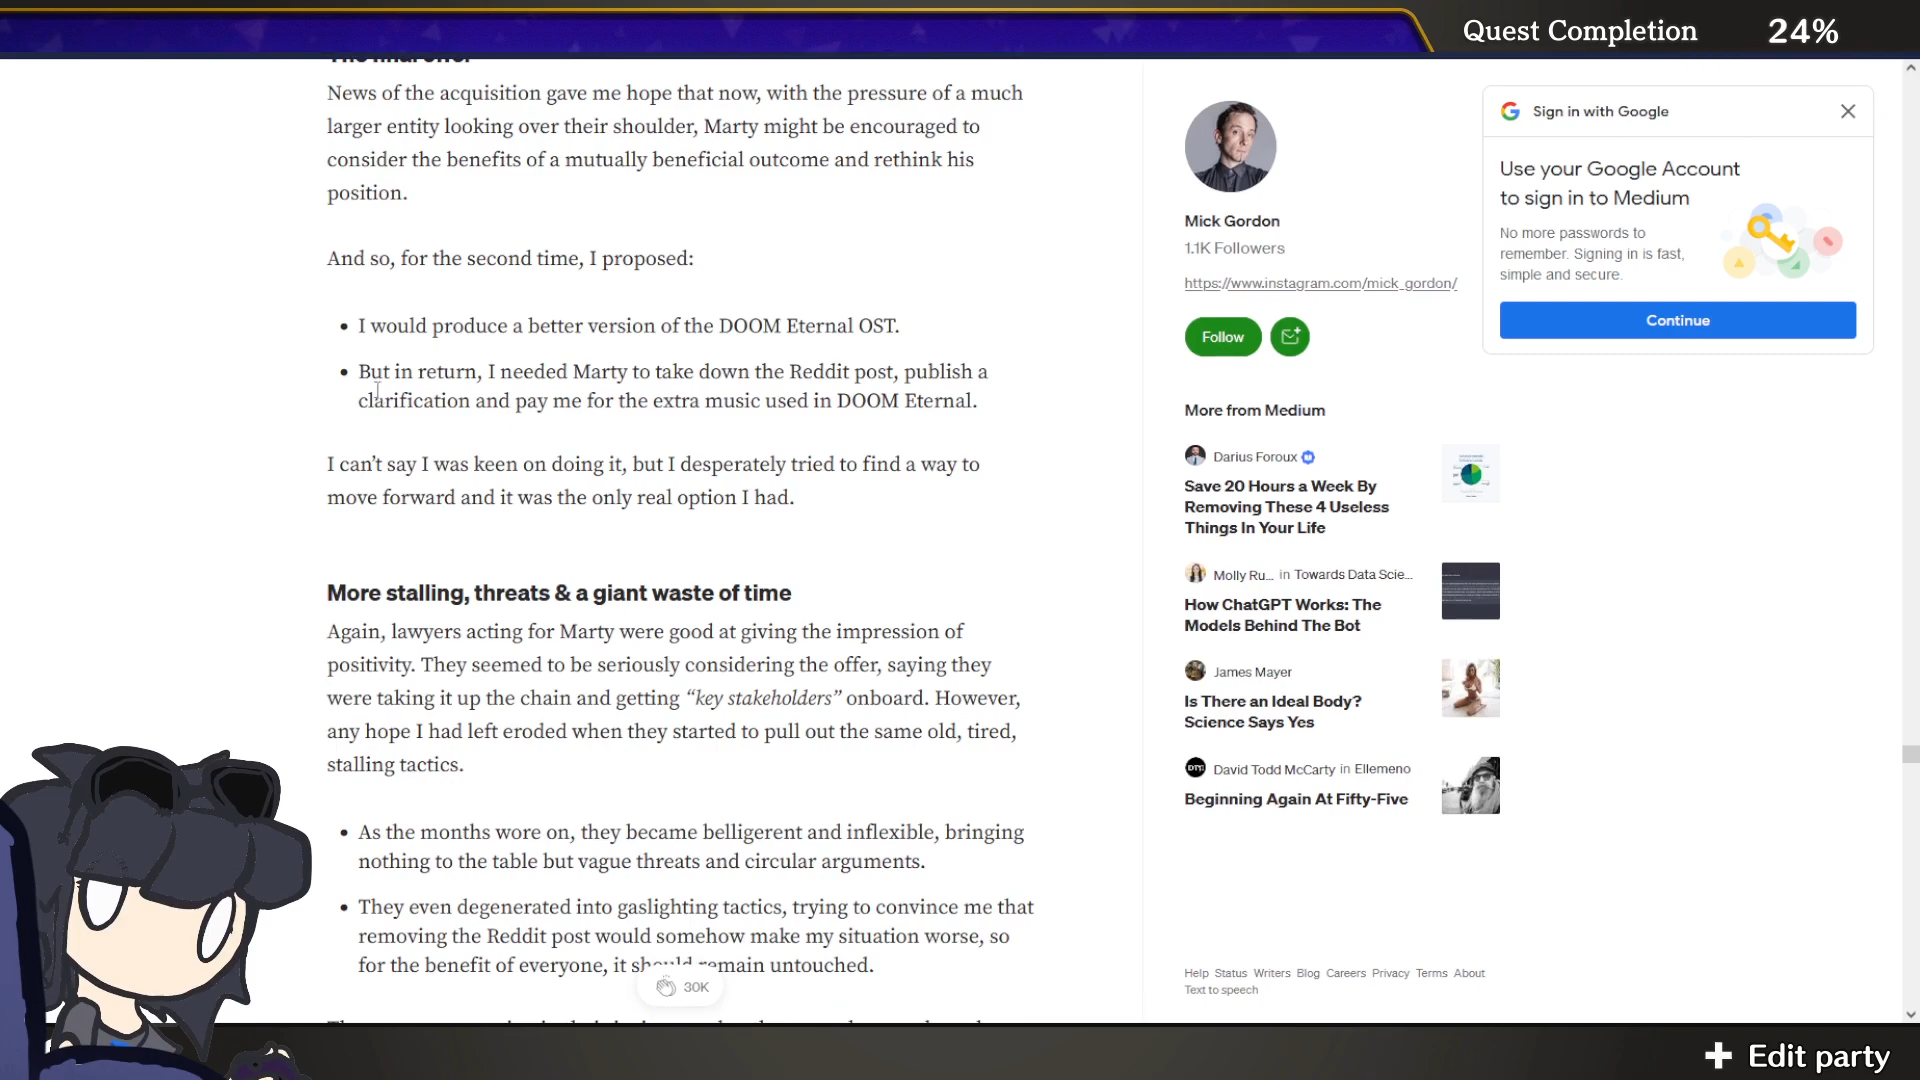 Quest Completion 24%
The final offer
News of the acquisition gave me hope that now, with the pressure of a much
larger entity looking over their shoulder, Marty might be encouraged to
consider the benefits of a mutually beneficial outcome and rethink his
position.
And so, for the second time, I proposed:
• I would produce a better version of the DOOM Eternal OST.
• But in return, I needed Marty to take down the Reddit post, publish a
clarification and pay me for the extra music used in DOOM Eternal.
I can’t say I was keen on doing it, but I desperately tried to find a way to
move forward and it was the only real option I had.
More stalling, threats & a giant waste of time
Again, lawyers acting for Marty were good at giving the impression of
positivity. They seemed to be seriously considering the offer, saying they
were taking it up the chain and getting “key stakeholders” onboard. However,
any hope I had left eroded when they started to pull out the same old, tired,
stalling tactics.
• As the months wore on, they became belligerent and inflexible, bringing
nothing to the table but vague threats and circular arguments.
• They even degenerated into gaslighting tactics, trying to convince me that
removing the Reddit post would somehow make my situation worse, so
for the benefit of everyone, it should remain untouched.
30K
Mick Gordon
1.1K Followers
https://www.instagram.com/mick_gordon/
Follow
More from Medium
Darius Foroux
Save 20 Hours a Week By
Removing These 4 Useless
Things In Your Life
Molly Ru... in Towards Data Scie...
How ChatGPT Works: The
Models Behind The Bot
James Mayer
Is There an Ideal Body?
Science Says Yes
DTM
David Todd McCarty in Ellemeno
Beginning Again At Fifty-Five
Help Status Writers Blog Careers Privacy Terms About
Text to speech
Sign in with Google
Use your Google Account
to sign in to Medium
No more passwords to
remember. Signing in is fast,
simple and secure.
Continue
Edit party